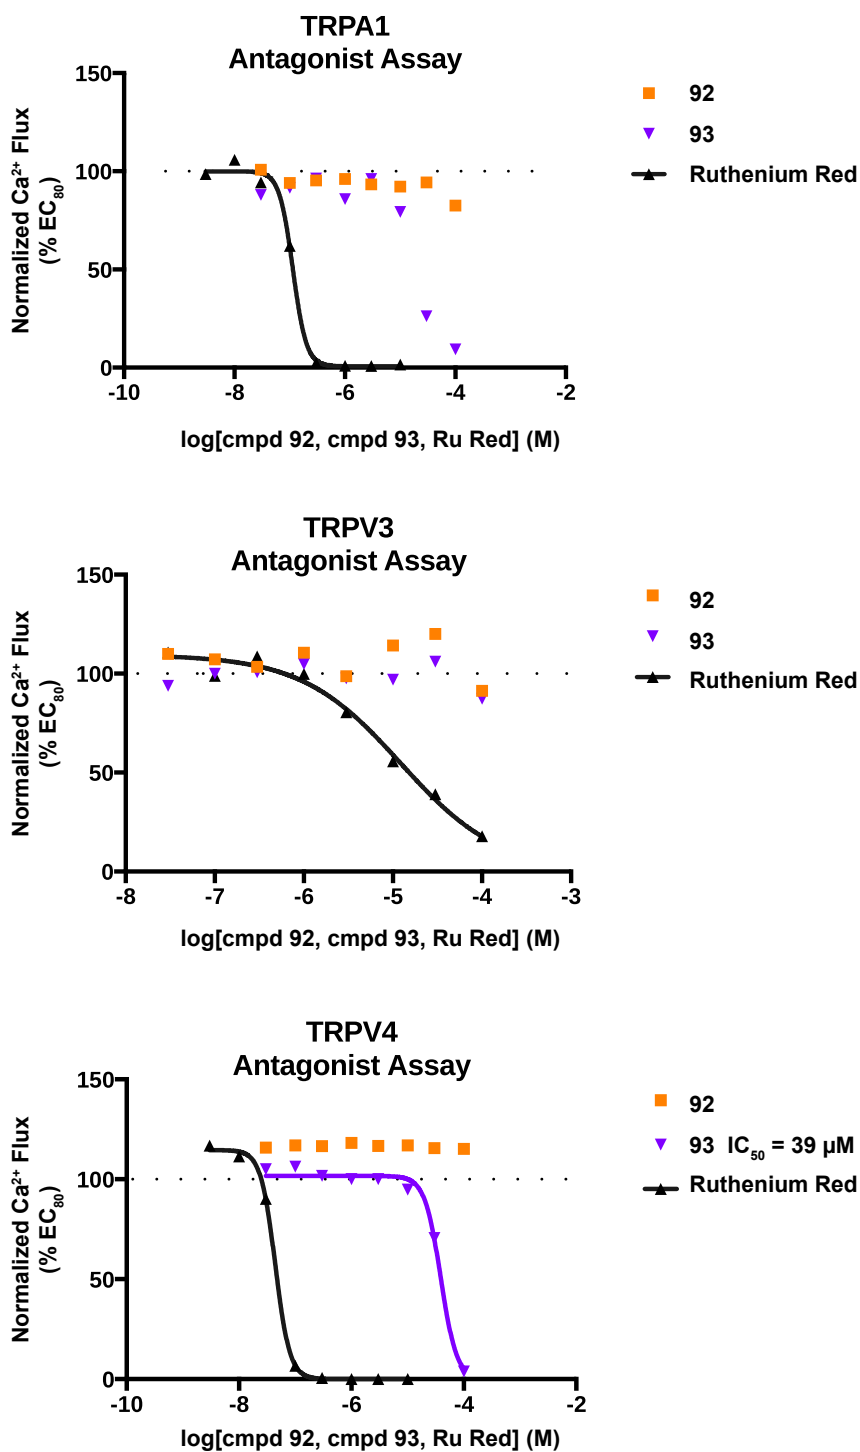 TRPA1
Antagonist Assay
150
100
50
0
Normalized Ca²⁺ Flux
(% EC₈₀)
-10 -8 -6 -4 -2
log[cmpd 92, cmpd 93, Ru Red] (M)
92
93
Ruthenium Red
TRPV3
Antagonist Assay
150
100
50
0
Normalized Ca²⁺ Flux
(% EC₈₀)
-8 -7 -6 -5 -4 -3
log[cmpd 92, cmpd 93, Ru Red] (M)
92
93
Ruthenium Red
TRPV4
Antagonist Assay
150
100
50
0
Normalized Ca²⁺ Flux
(% EC₈₀)
-10 -8 -6 -4 -2
log[cmpd 92, cmpd 93, Ru Red] (M)
92
93 IC₅₀ = 39 µM
Ruthenium Red